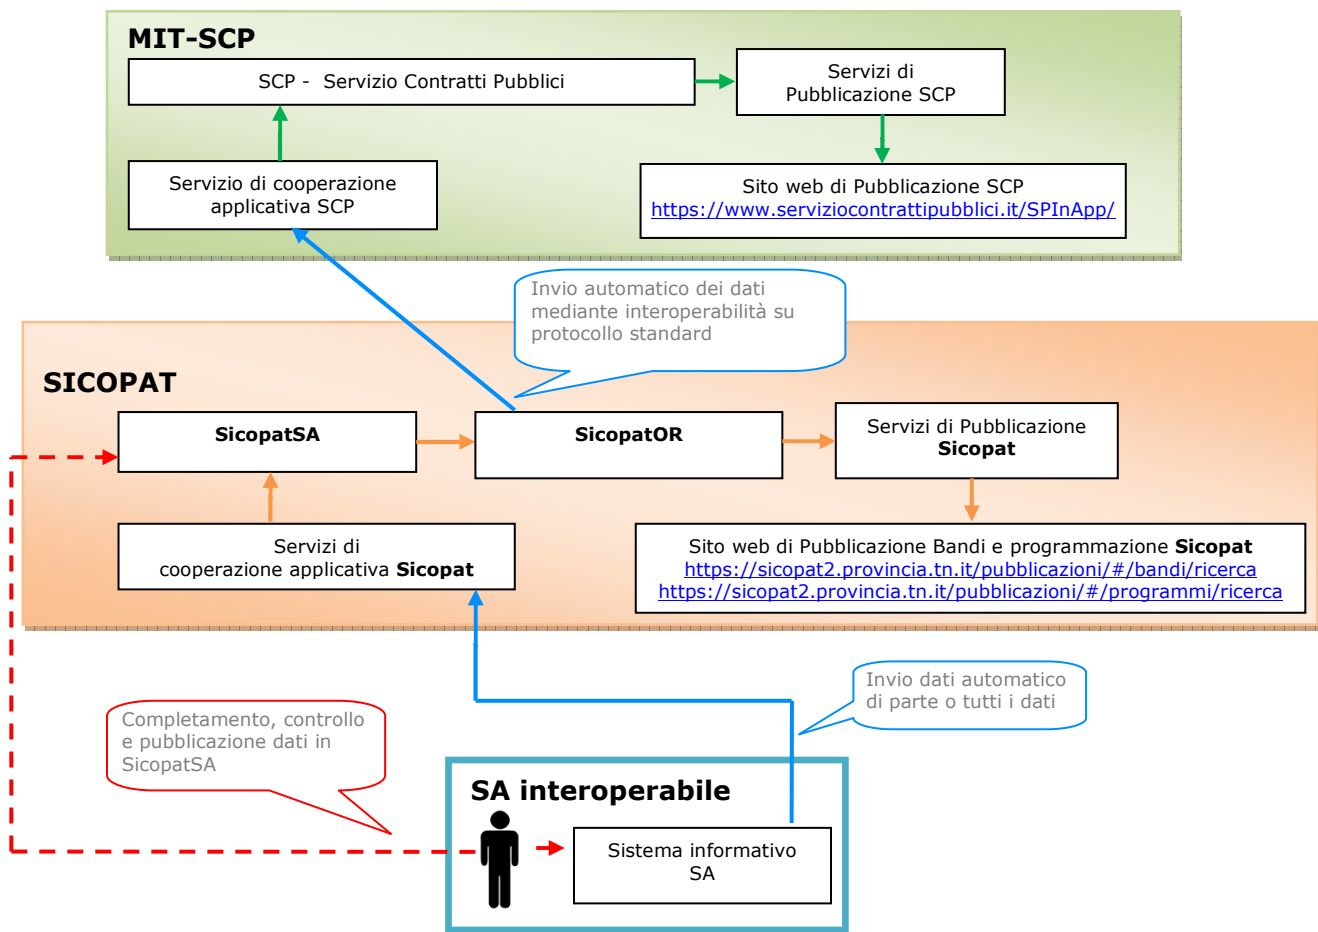 MIT-SCP
SCP - Servizio Contratti Pubblici
Servizi di
Pubblicazione SCP
Servizio di cooperazione
applicativa SCP
Sito web di Pubblicazione SCP
https://www.serviziocontrattipubblici.it/SPInApp/
Invio automatico dei dati
mediante interoperabilità su
protocollo standard
SICOPAT
SicopatSA
SicopatOR
Servizi di Pubblicazione
Sicopat
Servizi di
cooperazione applicativa Sicopat
Sito web di Pubblicazione Bandi e programmazione Sicopat
https://sicopat2.provincia.tn.it/pubblicazioni/#/bandi/ricerca
https://sicopat2.provincia.tn.it/pubblicazioni/#/programmi/ricerca
Invio dati automatico
di parte o tutti i dati
Completamento, controllo
e pubblicazione dati in
SicopatSA
SA interoperabile
Sistema informativo
SA